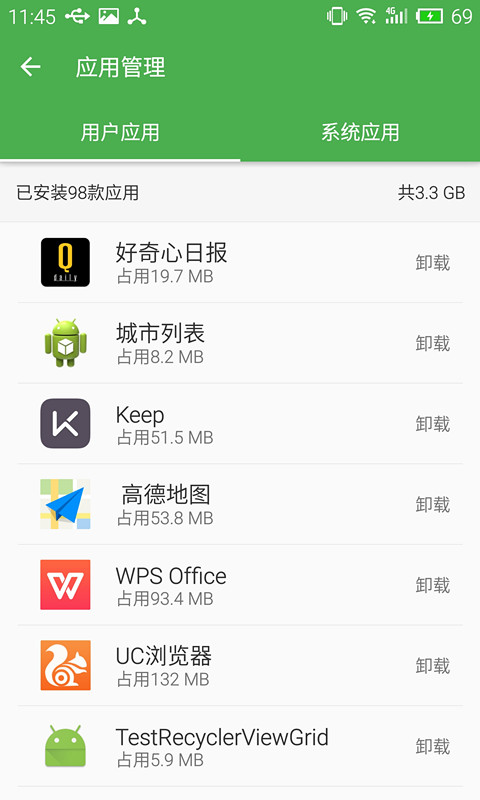 11:45 4G 69
应用管理
用户应用 系统应用
已安装98款应用 共3.3 GB
Q
daily
好奇心日报
占用19.7 MB
卸载
城市列表
占用8.2 MB
卸载
Keep
占用51.5 MB
卸载
高德地图
占用53.8 MB
卸载
WPS Office
占用93.4 MB
卸载
UC浏览器
占用132 MB
卸载
TestRecyclerViewGrid
占用5.9 MB
卸载